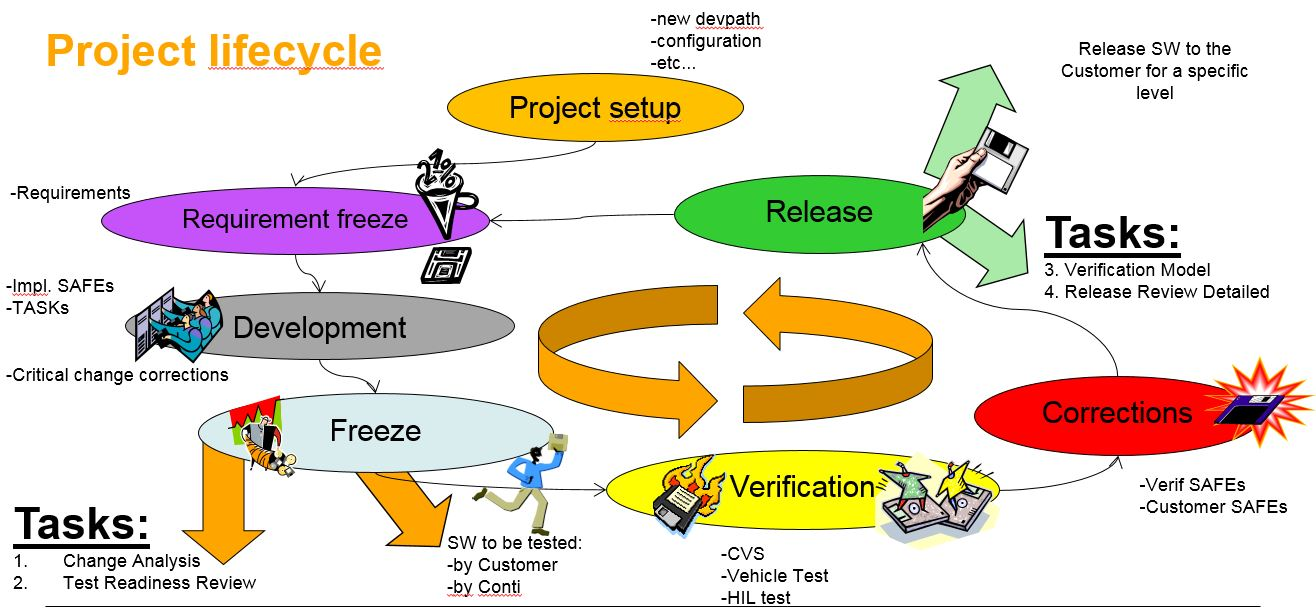 Project lifecycle
-new devpath
-configuration
-etc...
Release SW to the
Customer for a specific
level
Project setup
-Requirements
Requirement freeze
Release
Tasks:
3. Verification Model
4. Release Review Detailed
-Impl. SAFEs
-TASKs
Development
-Critical change corrections
Freeze
Corrections
Verification
-Verif SAFEs
-Customer SAFEs
Tasks:
1. Change Analysis
2. Test Readiness Review
SW to be tested:
-by Customer
-by Conti
-CVS
-Vehicle Test
-HIL test